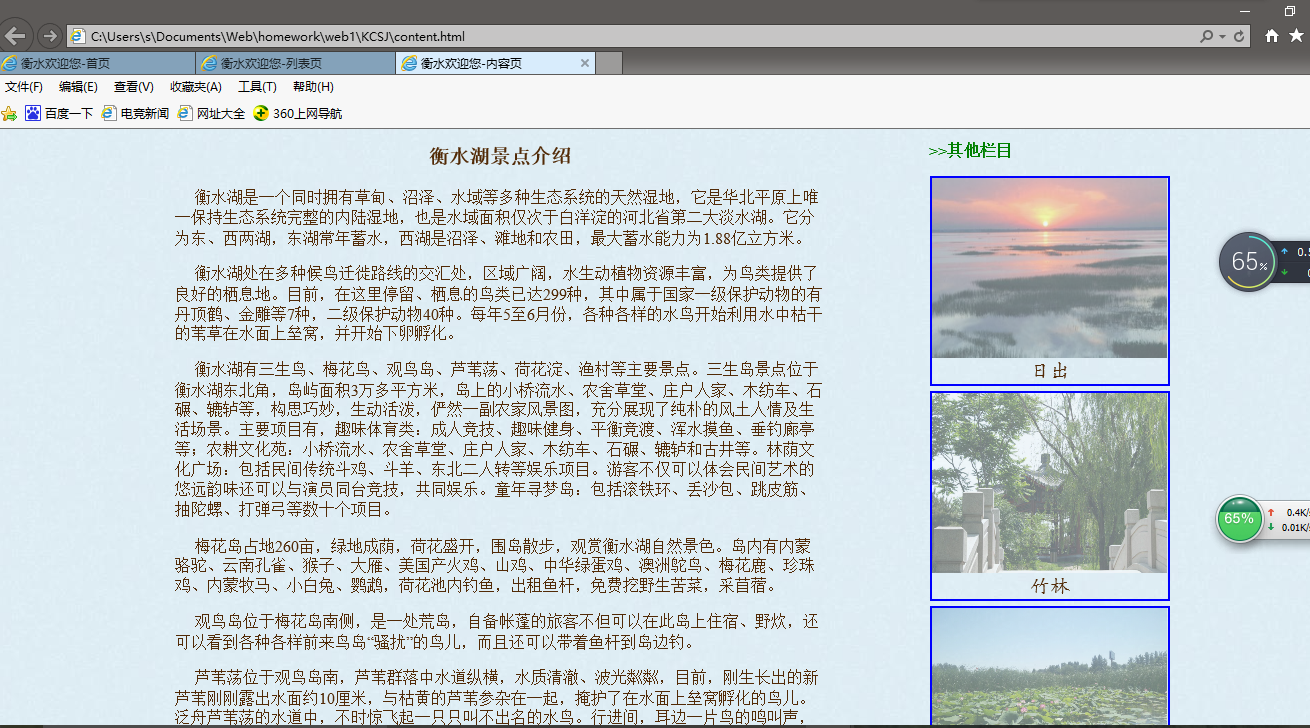 C:\Users\s\Documents\Web\homework\web1\KCSJ\content.html
衡水欢迎您-首页
衡水欢迎您-列表页
衡水欢迎您-内容页
文件(F) 编辑(E) 查看(V) 收藏夹(A) 工具(T) 帮助(H)
百度一下 电竞新闻 网址大全 360上网导航
衡水湖景点介绍
衡水湖是一个同时拥有草甸、沼泽、水域等多种生态系统的天然湿地，它是华北平原上唯
一保持生态系统完整的内陆湿地，也是水域面积仅次于白洋淀的河北省第二大淡水湖。它分
为东、西两湖，东湖常年蓄水，西湖是沼泽、滩地和农田，最大蓄水能力为1.88亿立方米。
衡水湖处在多种候鸟迁徙路线的交汇处，区域广阔，水生动植物资源丰富，为鸟类提供了
良好的栖息地。目前，在这里停留、栖息的鸟类已达299种，其中属于国家一级保护动物的有
丹顶鹤、金雕等7种，二级保护动物40种。每年5至6月份，各种各样的水鸟开始利用水中枯干
的苇草在水面上垒窝，并开始下卵孵化。
衡水湖有三生岛、梅花岛、观鸟岛、芦苇荡、荷花淀、渔村等主要景点。三生岛景点位于
衡水湖东北角，岛屿面积3万多平方米，岛上的小桥流水、农舍草堂、庄户人家、木纺车、石
碾、辘轳等，构思巧妙，生动活泼，俨然一副农家风景图，充分展现了纯朴的风土人情及生
活场景。主要项目有，趣味体育类：成人竞技、趣味健身、平衡竞渡、浑水摸鱼、垂钓廊亭
等；农耕文化苑：小桥流水、农舍草堂、庄户人家、木纺车、石碾、辘轳和古井等。林荫文
化广场：包括民间传统斗鸡、斗羊、东北二人转等娱乐项目。游客不仅可以体会民间艺术的
悠远韵味还可以与演员同台竞技，共同娱乐。童年寻梦岛：包括滚铁环、丢沙包、跳皮筋、
抽陀螺、打弹弓等数十个项目。
梅花岛占地260亩，绿地成荫，荷花盛开，围岛散步，观赏衡水湖自然景色。岛内有内蒙
骆驼、云南孔雀、猴子、大雁、美国产火鸡、山鸡、中华绿蛋鸡、澳洲鸵鸟、梅花鹿、珍珠
鸡、内蒙牧马、小白兔、鹦鹉，荷花池内钓鱼，出租鱼杆，免费挖野生苦菜，采苜蓿。
观鸟岛位于梅花岛南侧，是一处荒岛，自备帐蓬的旅客不但可以在此岛上住宿、野炊，还
可以看到各种各样前来鸟岛“骚扰”的鸟儿，而且还可以带着鱼杆到岛边钓。
芦苇荡位于观鸟岛南，芦苇群落中水道纵横，水质清澈、波光粼粼，目前，刚生长出的新
芦苇刚刚露出水面约10厘米，与枯黄的芦苇参杂在一起，掩护了在水面上垒窝孵化的鸟儿。
泛舟芦苇荡的水道中，不时惊飞起一只只叫不出名的水鸟。行进间，耳边一片鸟的鸣叫声，
>>其他栏目
日出
竹林
65%
65%
0.4K/
0.01K/